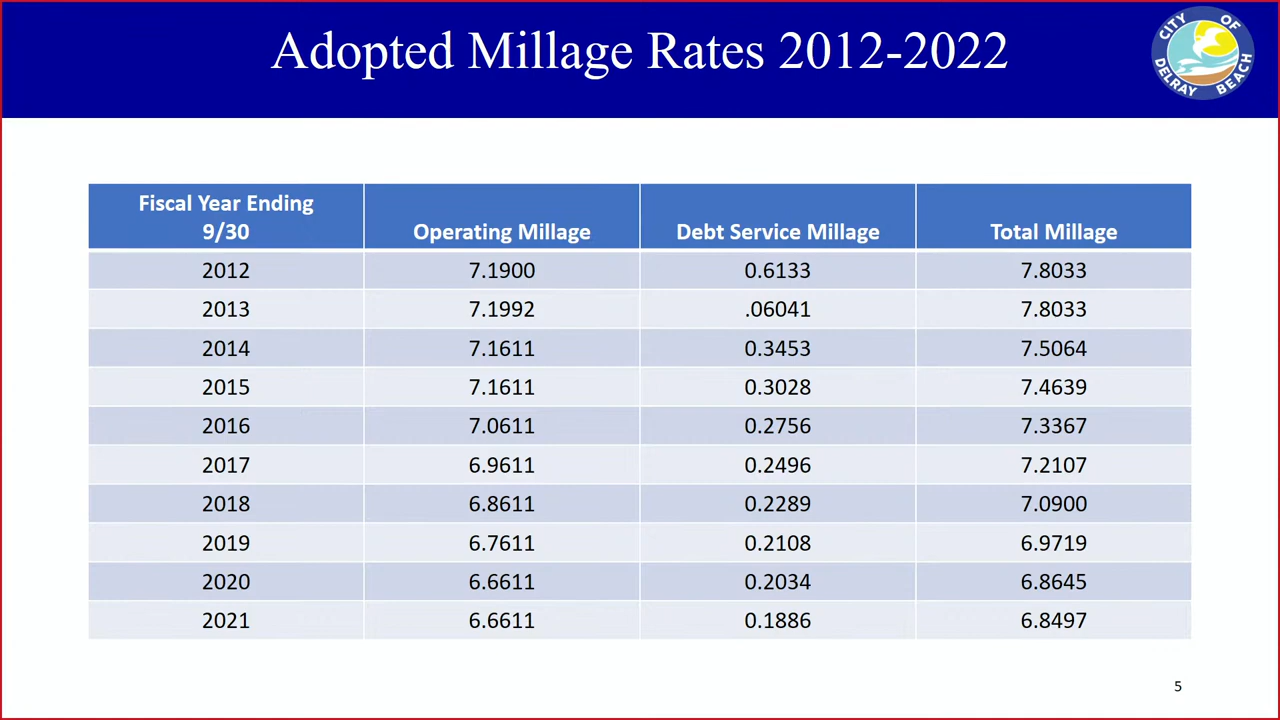 Adopted Millage Rates 2012-2022
CITY OF
DELRAY BEACH
Fiscal Year Ending
9/30 Operating Millage Debt Service Millage Total Millage
2012 7.1900 0.6133 7.8033
2013 7.1992 .06041 7.8033
2014 7.1611 0.3453 7.5064
2015 7.1611 0.3028 7.4639
2016 7.0611 0.2756 7.3367
2017 6.9611 0.2496 7.2107
2018 6.8611 0.2289 7.0900
2019 6.7611 0.2108 6.9719
2020 6.6611 0.2034 6.8645
2021 6.6611 0.1886 6.8497
5